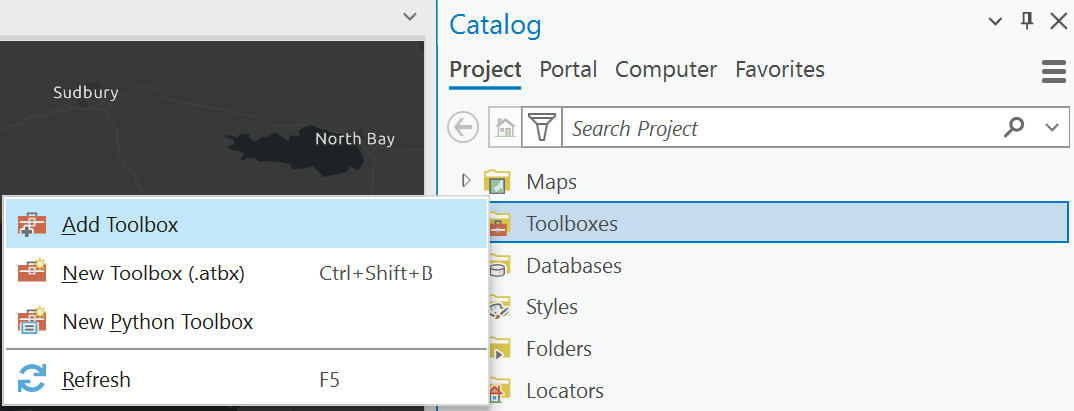 Catalog
Project Portal Computer Favorites
Sudbury
North Bay
Search Project
Maps
Toolboxes
Databases
Styles
Folders
Locators
Add Toolbox
New Toolbox (.atbx) Ctrl+Shift+B
New Python Toolbox
Refresh F5